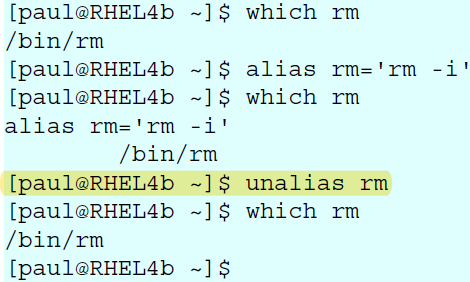 [paul@RHEL4b ~]$ which rm
/bin/rm
[paul@RHEL4b ~]$ alias rm='rm -i'
[paul@RHEL4b ~]$ which rm
alias rm='rm -i'
        /bin/rm
[paul@RHEL4b ~]$ unalias rm
[paul@RHEL4b ~]$ which rm
/bin/rm
[paul@RHEL4b ~]$